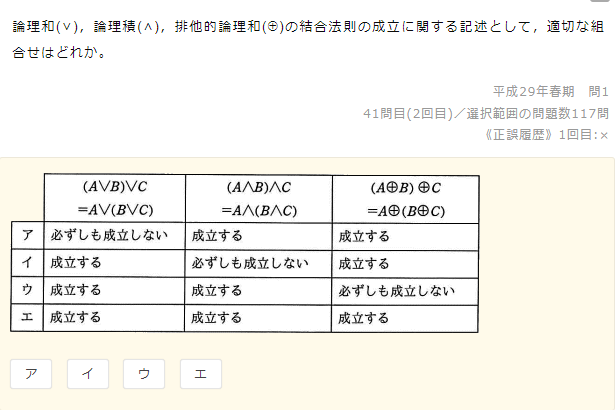 論理和(∨)，論理積(∧)，排他的論理和(⊕)の結合法則の成立に関する記述として，適切な組
合せはどれか。
平成29年春期　問1
41問目(2回目)／選択範囲の問題数117問
《正誤履歴》1回目:×
(A∨B)∨C
=A∨(B∨C)
(A∧B)∧C
=A∧(B∧C)
(A⊕B) ⊕C
=A⊕(B⊕C)
ア 必ずしも成立しない 成立する 成立する
イ 成立する 必ずしも成立しない 成立する
ウ 成立する 成立する 必ずしも成立しない
エ 成立する 成立する 成立する
ア イ ウ エ